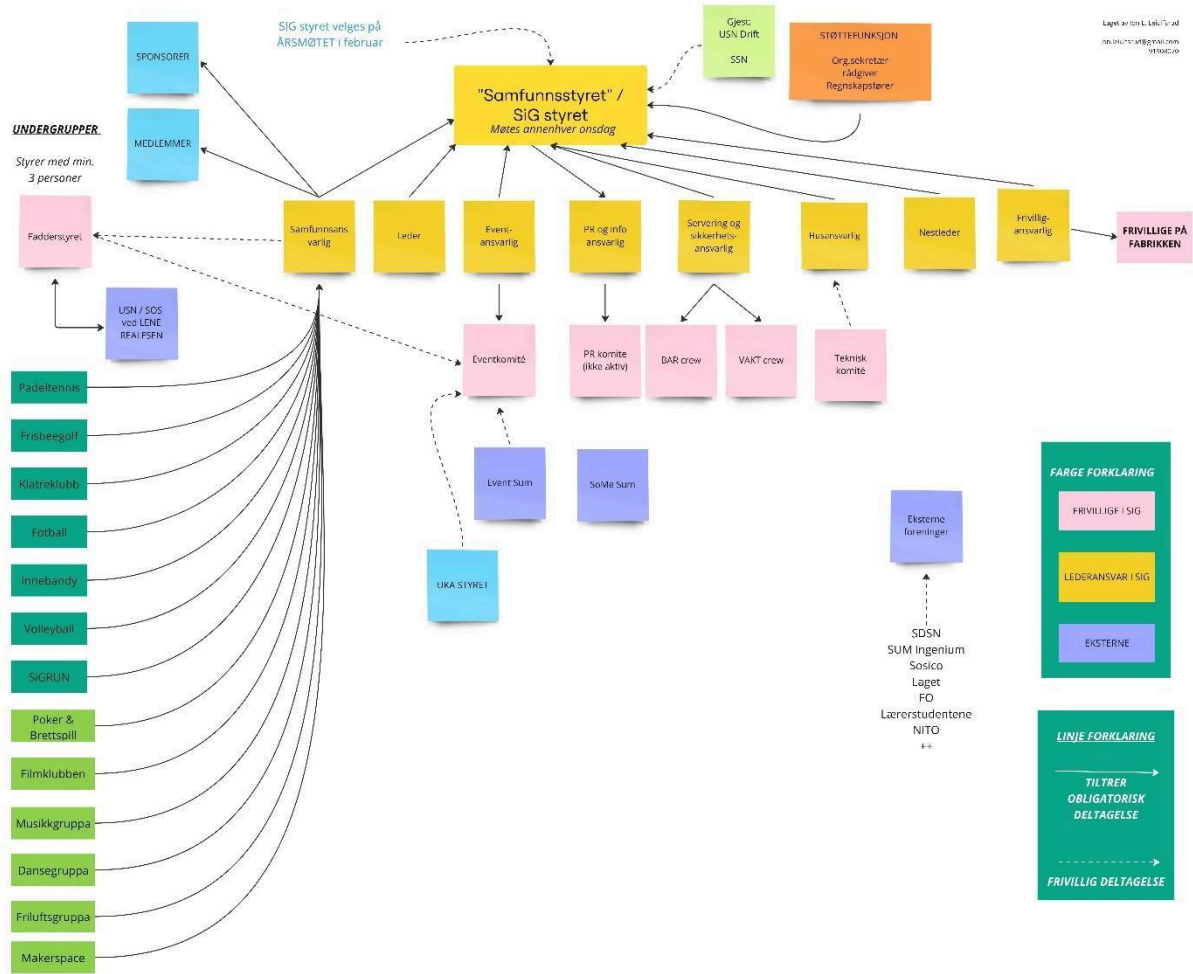 SIG styret velges på
ÅRSMØTET i februar
Gjest:
USN Drift
SSN
STØTTEFUNKSJON
Org.sekretær
rådgiver
Regnskapsfører
Laget av Jon L. Leisifsrud
91908070
SPONSORER
MEDLEMMER
"Samfunnsstyret" /
SiG styret
Møtes annenhver onsdag
UNDERGRUPPER
Styrer med min.
3 personer
Fadderstyret
Samfunnsans
varlig
Leder
Event-
ansvarlig
PR og info
ansvarlig
Servering og
sikkerhets-
ansvarlig
Husansvarlig
Nestleder
Frivillig-
ansvarlig
FRIVILLIGE PÅ
FABRIKKEN
USN / SOS
ved LENE
REALFSEN
Eventkomité
PR komite
(ikke aktiv)
BAR crew
VAKT crew
Teknisk
komité
Padeltennis
Frisbeegolf
Klatreklubb
Fotball
Innebandy
Volleyball
SiGRUN
Poker &
Brettspill
Filmklubben
Musikkgruppa
Dansegruppa
Friluftsgruppa
Makerspace
Event Sum
SoMe Sum
UKA STYRET
Eksterne
foreninger
SDSN
SUM Ingenium
Sosico
Laget
FO
Lærerstudentene
NITO
++
FARGE FORKLARING
FRIVILLIGE I SIG
LEDERANSVAR I SIG
EKSTERNE
LINJE FORKLARING
TILTRER
OBLIGATORISK
DELTAGELSE
FRIVILLIG DELTAGELSE